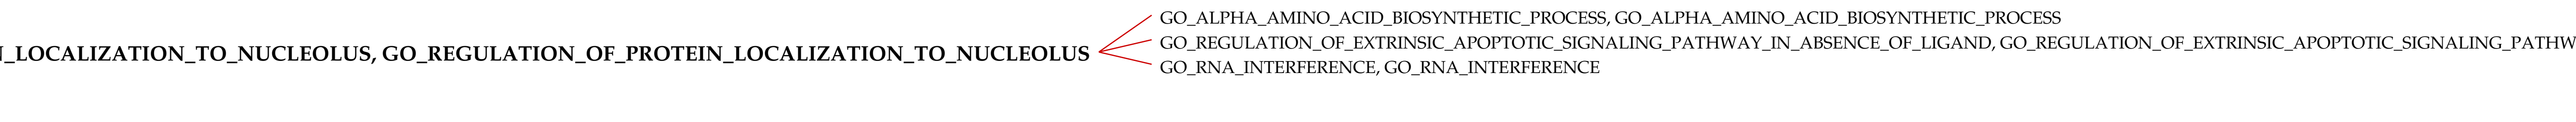 GO_ALPHA_AMINO_ACID_BIOSYNTHETIC_PROCESS, GO_ALPHA_AMINO_ACID_BIOSYNTHETIC_PROCESS
GO_REGULATION_OF_EXTRINSIC_APOPTOTIC_SIGNALING_PATHWAY_IN_ABSENCE_OF_LIGAND, GO_REGULATION_OF_EXTRINSIC_APOPTOTIC_SIGNALING_PATHW
_LOCALIZATION_TO_NUCLEOLUS, GO_REGULATION_OF_PROTEIN_LOCALIZATION_TO_NUCLEOLUS
GO_RNA_INTERFERENCE, GO_RNA_INTERFERENCE